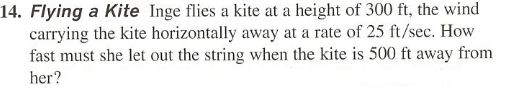 14. Flying a Kite Inge flies a kite at a height of 300 ft, the wind
carrying the kite horizontally away at a rate of 25 ft/sec. How
fast must she let out the string when the kite is 500 ft away from
her?